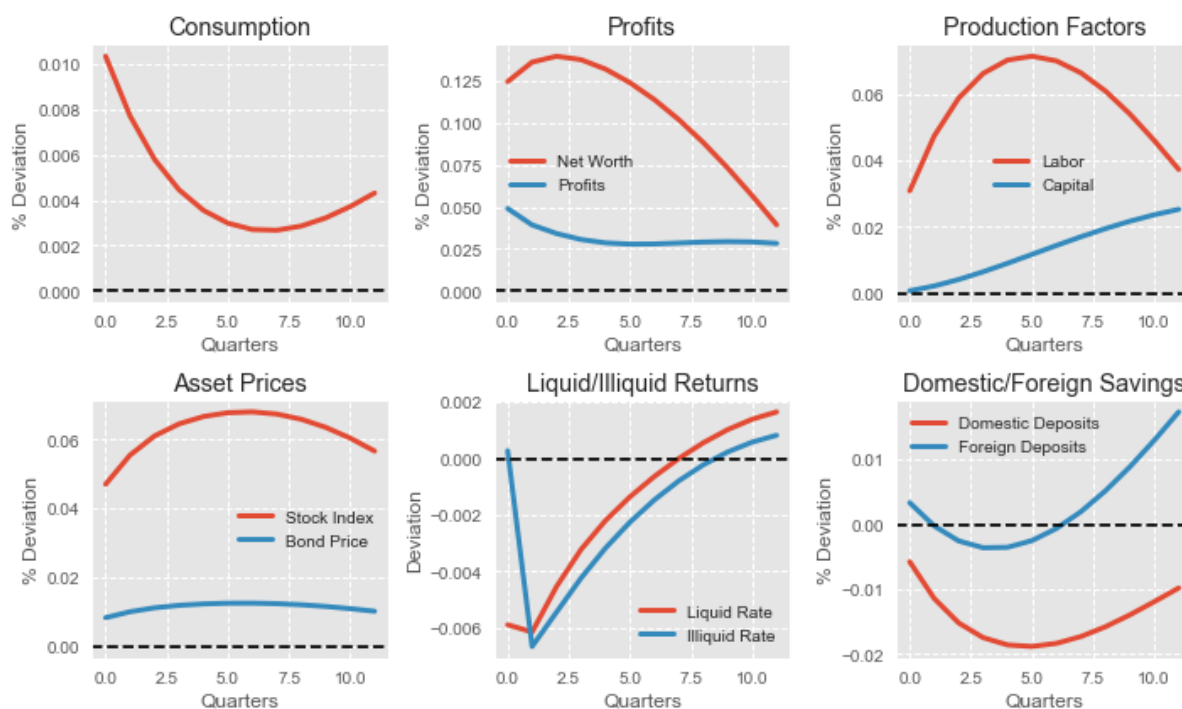 Consumption
% Deviation
0.010
0.008
0.006
0.004
0.002
0.000
0.0 2.5 5.0 7.5 10.0
Quarters
Profits
% Deviation
0.125
0.100
0.075
0.050
0.025
0.000
Net Worth
Profits
0.0 2.5 5.0 7.5 10.0
Quarters
Production Factors
% Deviation
0.06
0.04
0.02
0.00
Labor
Capital
0.0 2.5 5.0 7.5 10.0
Quarters
Asset Prices
% Deviation
0.06
0.04
0.02
0.00
Stock Index
Bond Price
0.0 2.5 5.0 7.5 10.0
Quarters
Liquid/Illiquid Returns
Deviation
0.002
0.000
−0.002
−0.004
−0.006
Liquid Rate
Illiquid Rate
0.0 2.5 5.0 7.5 10.0
Quarters
Domestic/Foreign Savings
% Deviation
0.01
0.00
−0.01
−0.02
Domestic Deposits
Foreign Deposits
0.0 2.5 5.0 7.5 10.0
Quarters